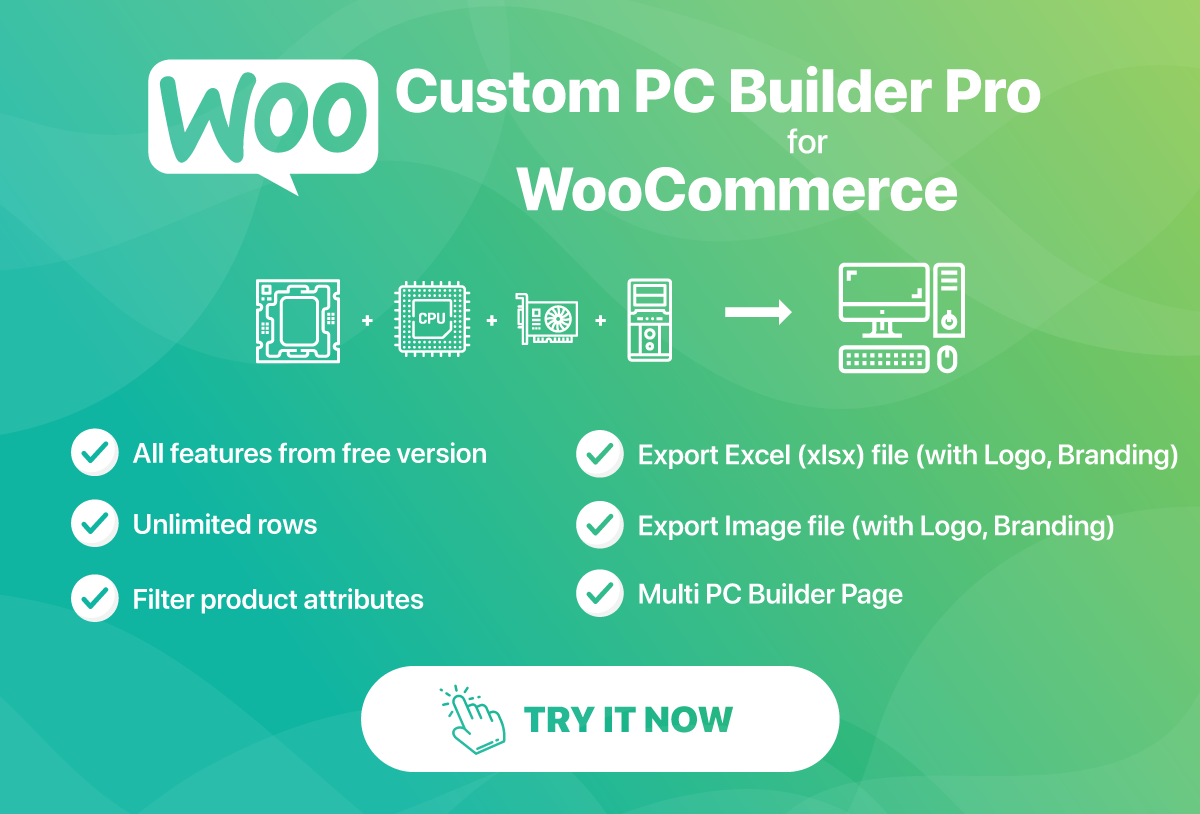 WOO
Custom PC Builder Pro
for
WooCommerce
+ CPU + +
All features from free version
Unlimited rows
Filter product attributes
Export Excel (xlsx) file (with Logo, Branding)
Export Image file (with Logo, Branding)
Multi PC Builder Page
TRY IT NOW